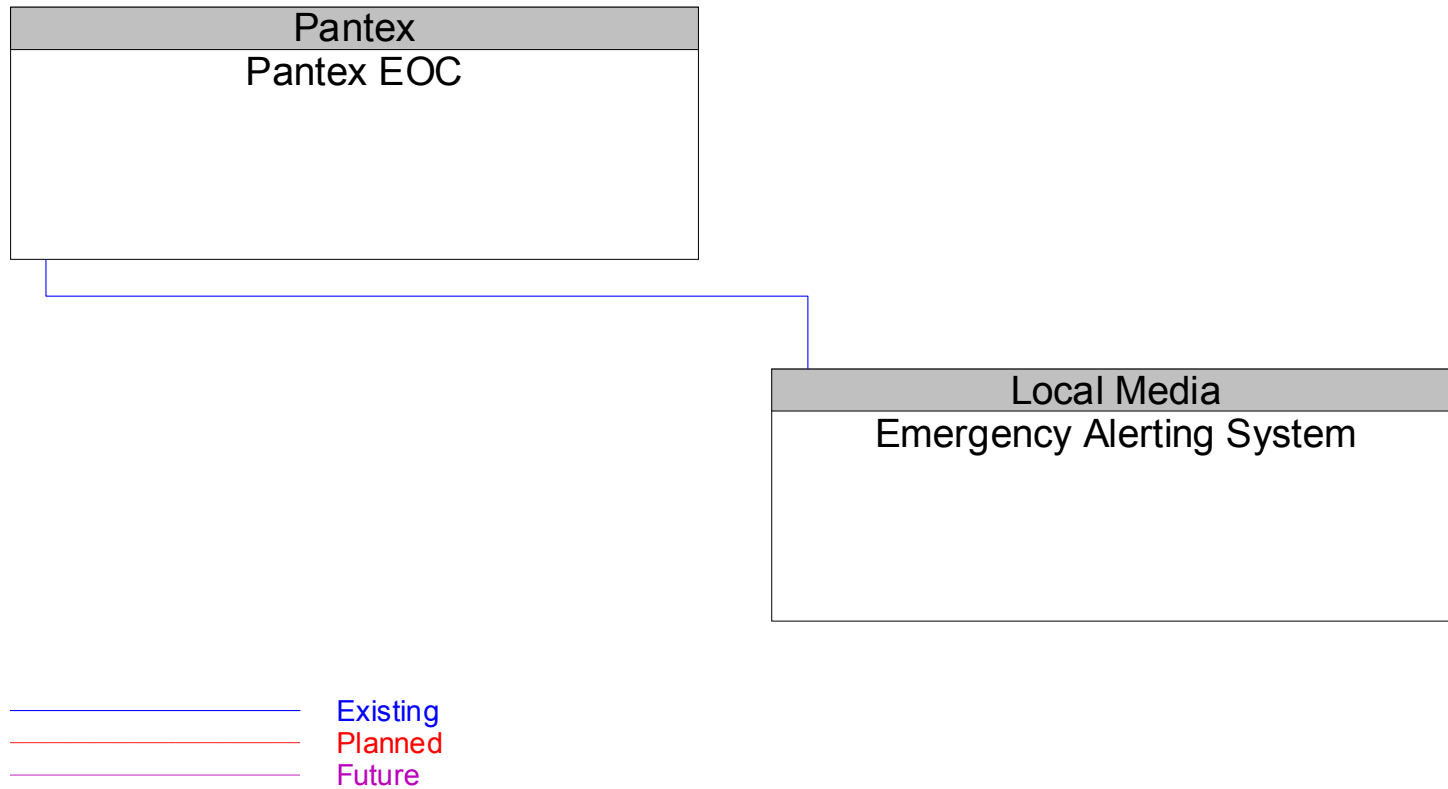 Pantex
Pantex EOC
Local Media
Emergency Alerting System
Existing
Planned
Future